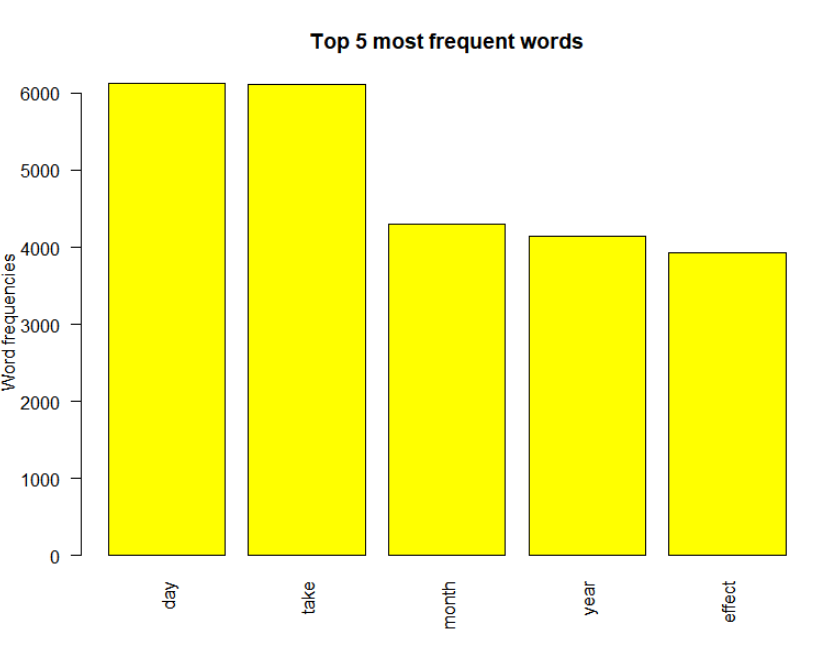 Top 5 most frequent words
Word frequencies
6000
5000
4000
3000
2000
1000
0
day
take
month
year
effect